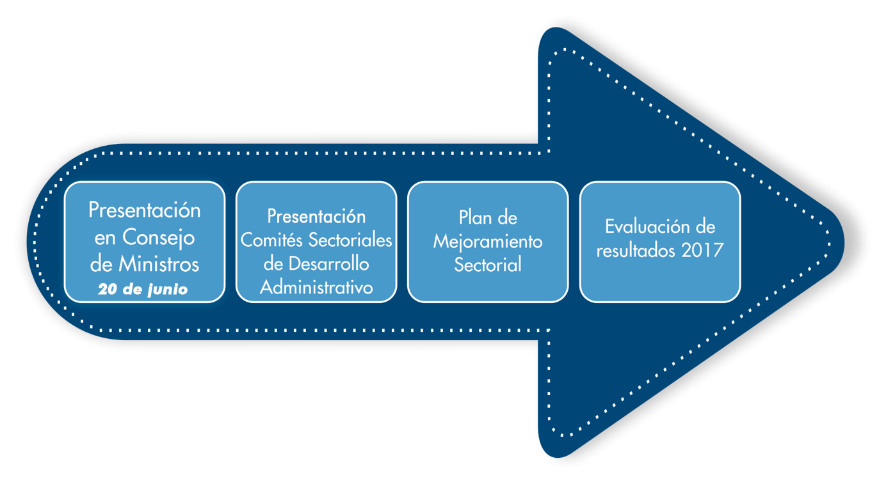 Presentación
en Consejo
de Ministros
20 de junio
Presentación
Comités Sectoriales
de Desarrollo
Administrativo
Plan de
Mejoramiento
Sectorial
Evaluación de
resultados 2017